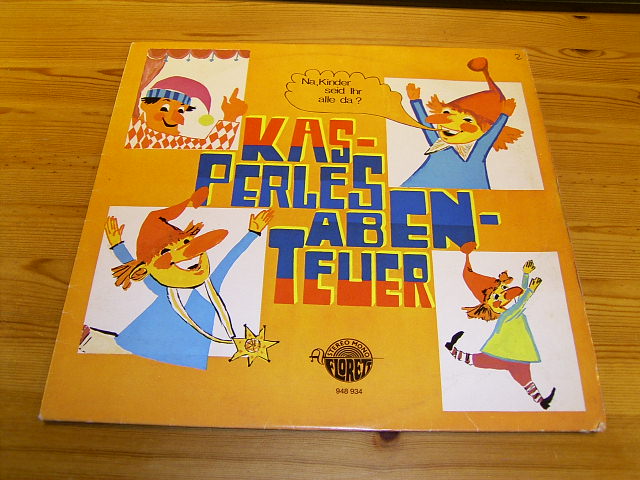 2
Na, Kinder
seid Ihr
alle da?
KAS-
PERLES
ABEN-
TEUER
STEREO MONO
FLORETT
948 934